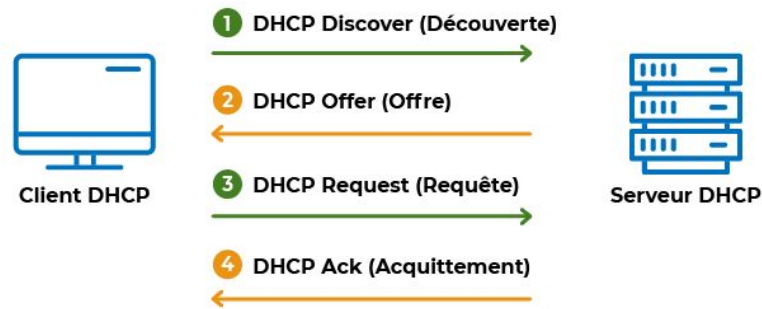 1 DHCP Discover (Découverte)
2 DHCP Offer (Offre)
3 DHCP Request (Requête)
Client DHCP
Serveur DHCP
4 DHCP Ack (Acquittement)